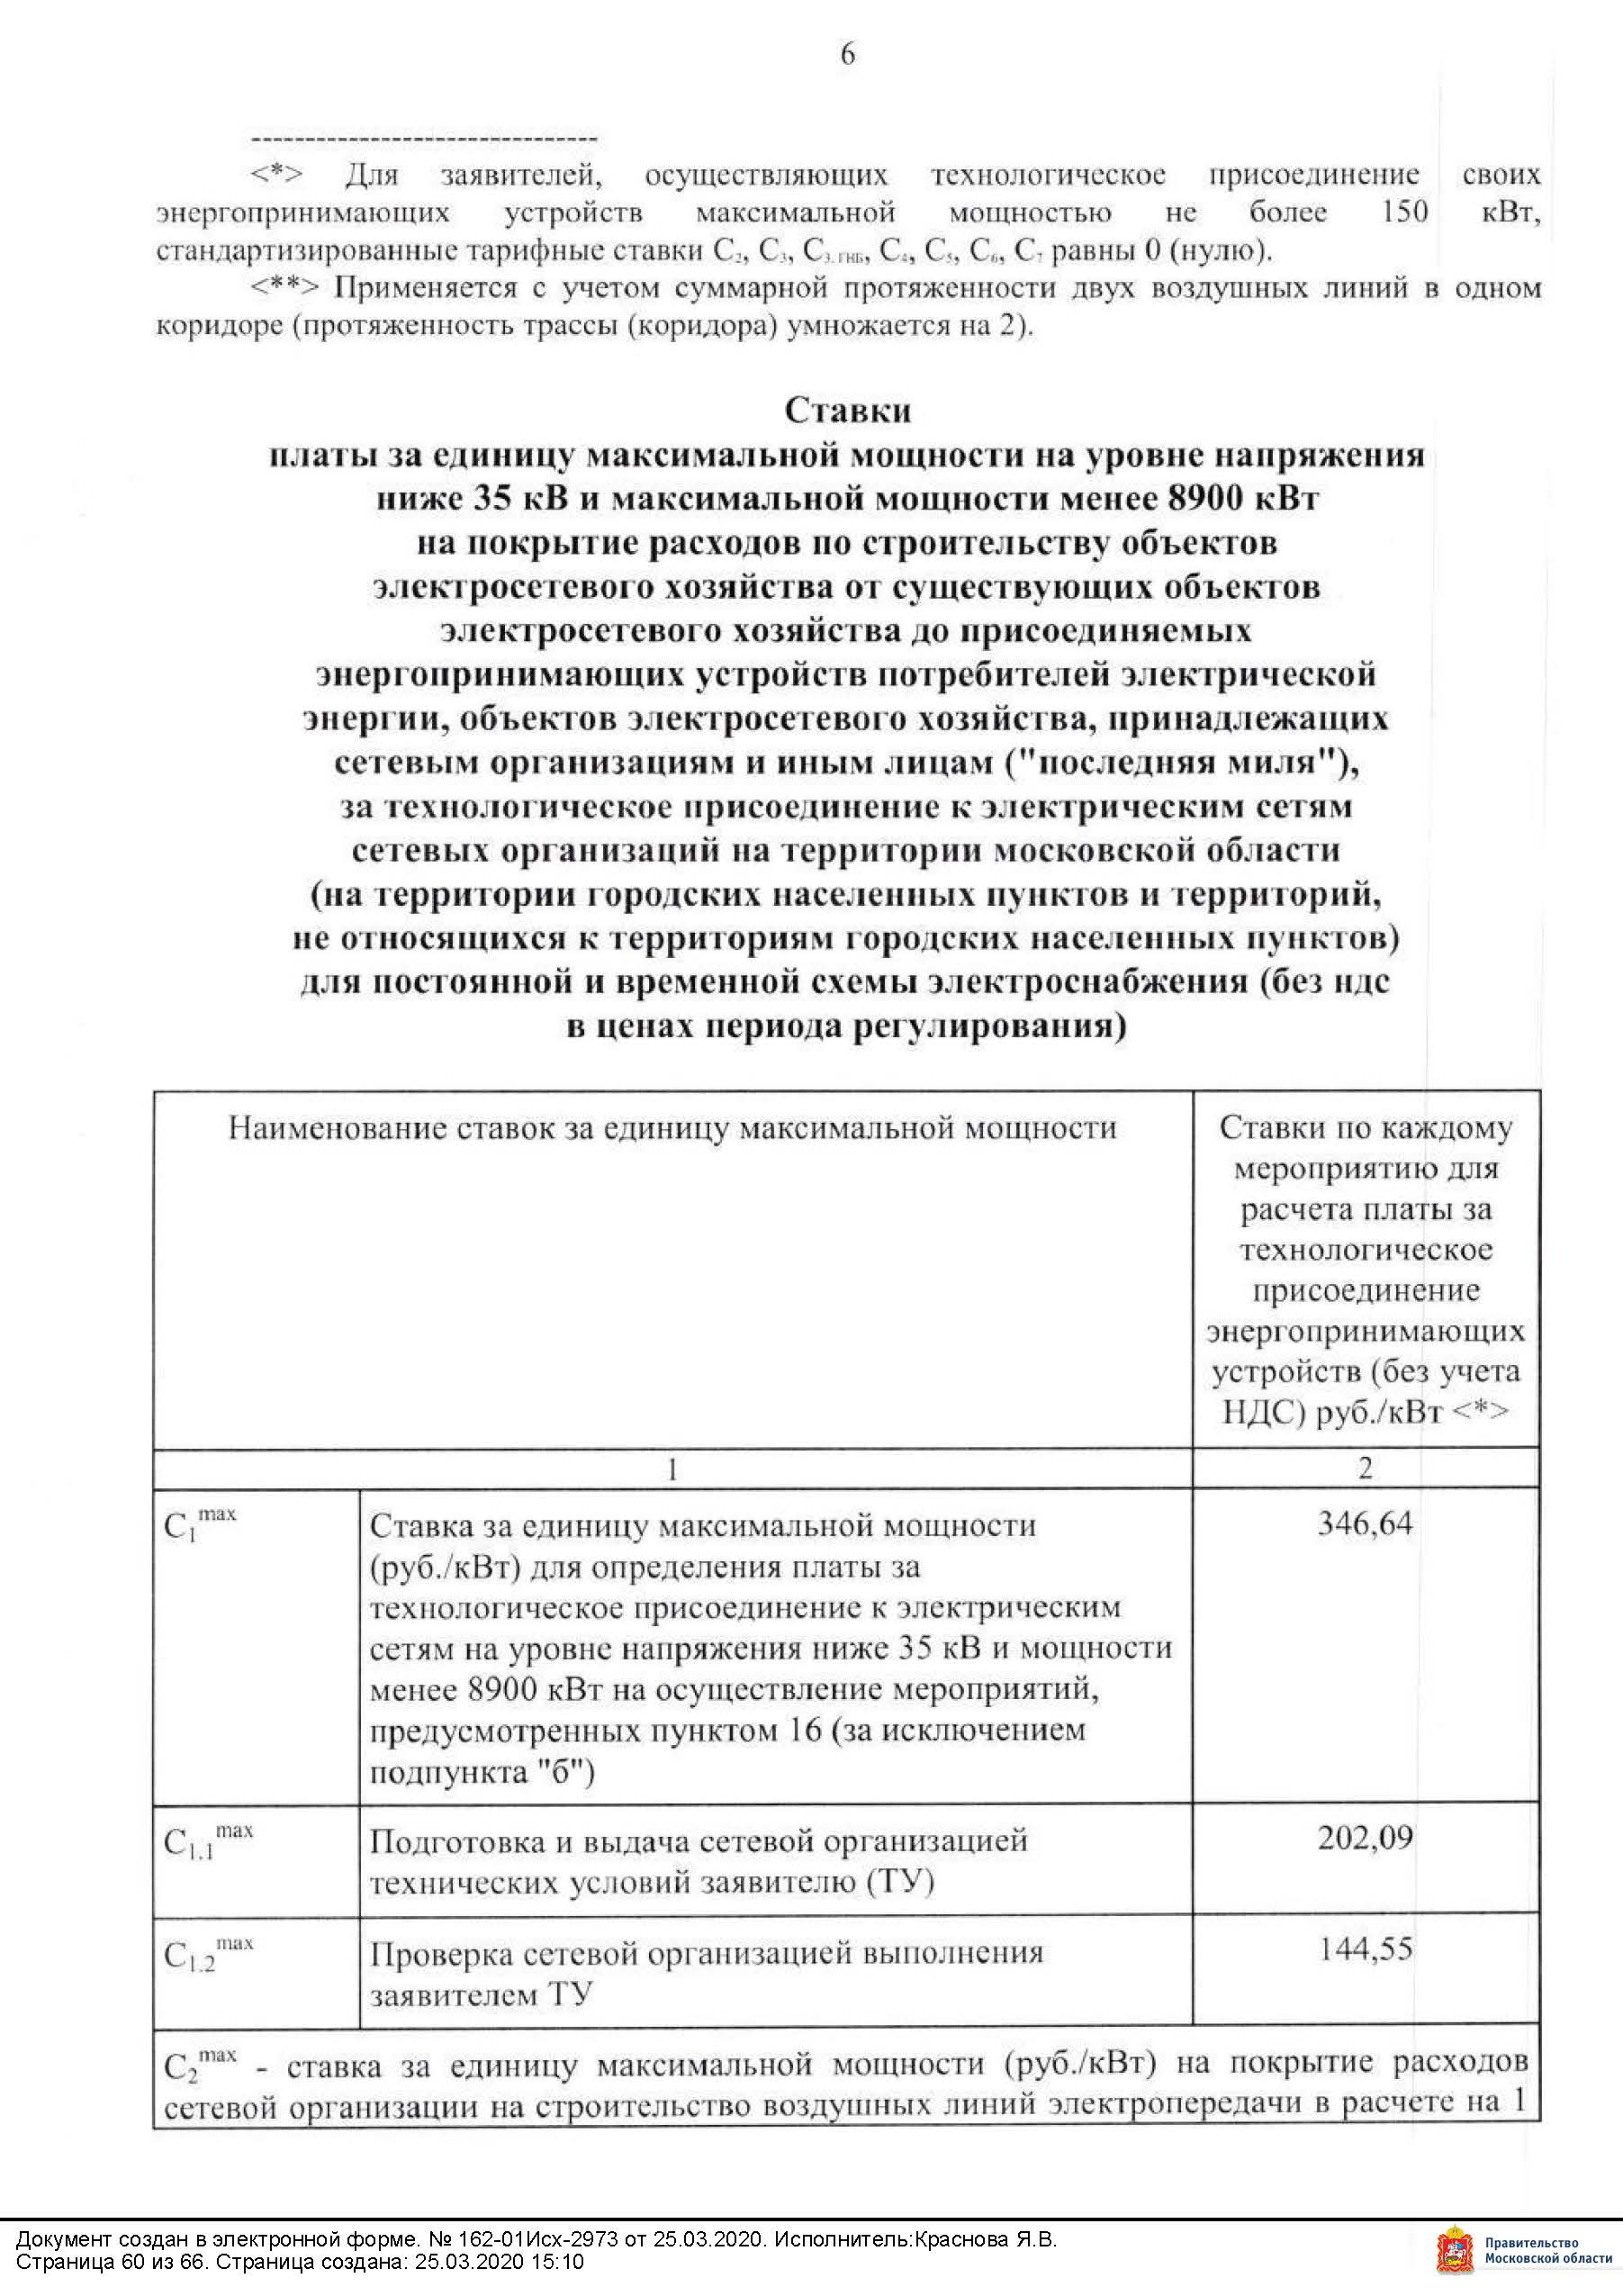 6
--------------------------------
<*> Для заявителей, осуществляющих технологическое присоединение своих
энергопринимающих устройств максимальной мощностью не более 150 кВт,
стандартизированные тарифные ставки С₂, С₃, С₃.ГНБ, С₄, С₅, С₆, С₇ равны 0 (нулю).
<**> Применяется с учетом суммарной протяженности двух воздушных линий в одном
коридоре (протяженность трассы (коридора) умножается на 2).
Ставки
платы за единицу максимальной мощности на уровне напряжения
ниже 35 кВ и максимальной мощности менее 8900 кВт
на покрытие расходов по строительству объектов
электросетевого хозяйства от существующих объектов
электросетевого хозяйства до присоединяемых
энергопринимающих устройств потребителей электрической
энергии, объектов электросетевого хозяйства, принадлежащих
сетевым организациям и иным лицам ("последняя миля"),
за технологическое присоединение к электрическим сетям
сетевых организаций на территории московской области
(на территории городских населенных пунктов и территорий,
не относящихся к территориям городских населенных пунктов)
для постоянной и временной схемы электроснабжения (без ндс
в ценах периода регулирования)
Наименование ставок за единицу максимальной мощности
Ставки по каждому
мероприятию для
расчета платы за
технологическое
присоединение
энергопринимающих
устройств (без учета
НДС) руб./кВт <*>
1
2
C₁ᵐᵃˣ
Ставка за единицу максимальной мощности
(руб./кВт) для определения платы за
технологическое присоединение к электрическим
сетям на уровне напряжения ниже 35 кВ и мощности
менее 8900 кВт на осуществление мероприятий,
предусмотренных пунктом 16 (за исключением
подпункта "б")
346,64
C₁.₁ᵐᵃˣ
Подготовка и выдача сетевой организацией
технических условий заявителю (ТУ)
202,09
C₁.₂ᵐᵃˣ
Проверка сетевой организацией выполнения
заявителем ТУ
144,55
C₂ᵐᵃˣ - ставка за единицу максимальной мощности (руб./кВт) на покрытие расходов
сетевой организации на строительство воздушных линий электропередачи в расчете на 1
Документ создан в электронной форме. № 162-01Исх-2973 от 25.03.2020. Исполнитель:Краснова Я.В.
Страница 60 из 66. Страница создана: 25.03.2020 15:10
Правительство
Московской области